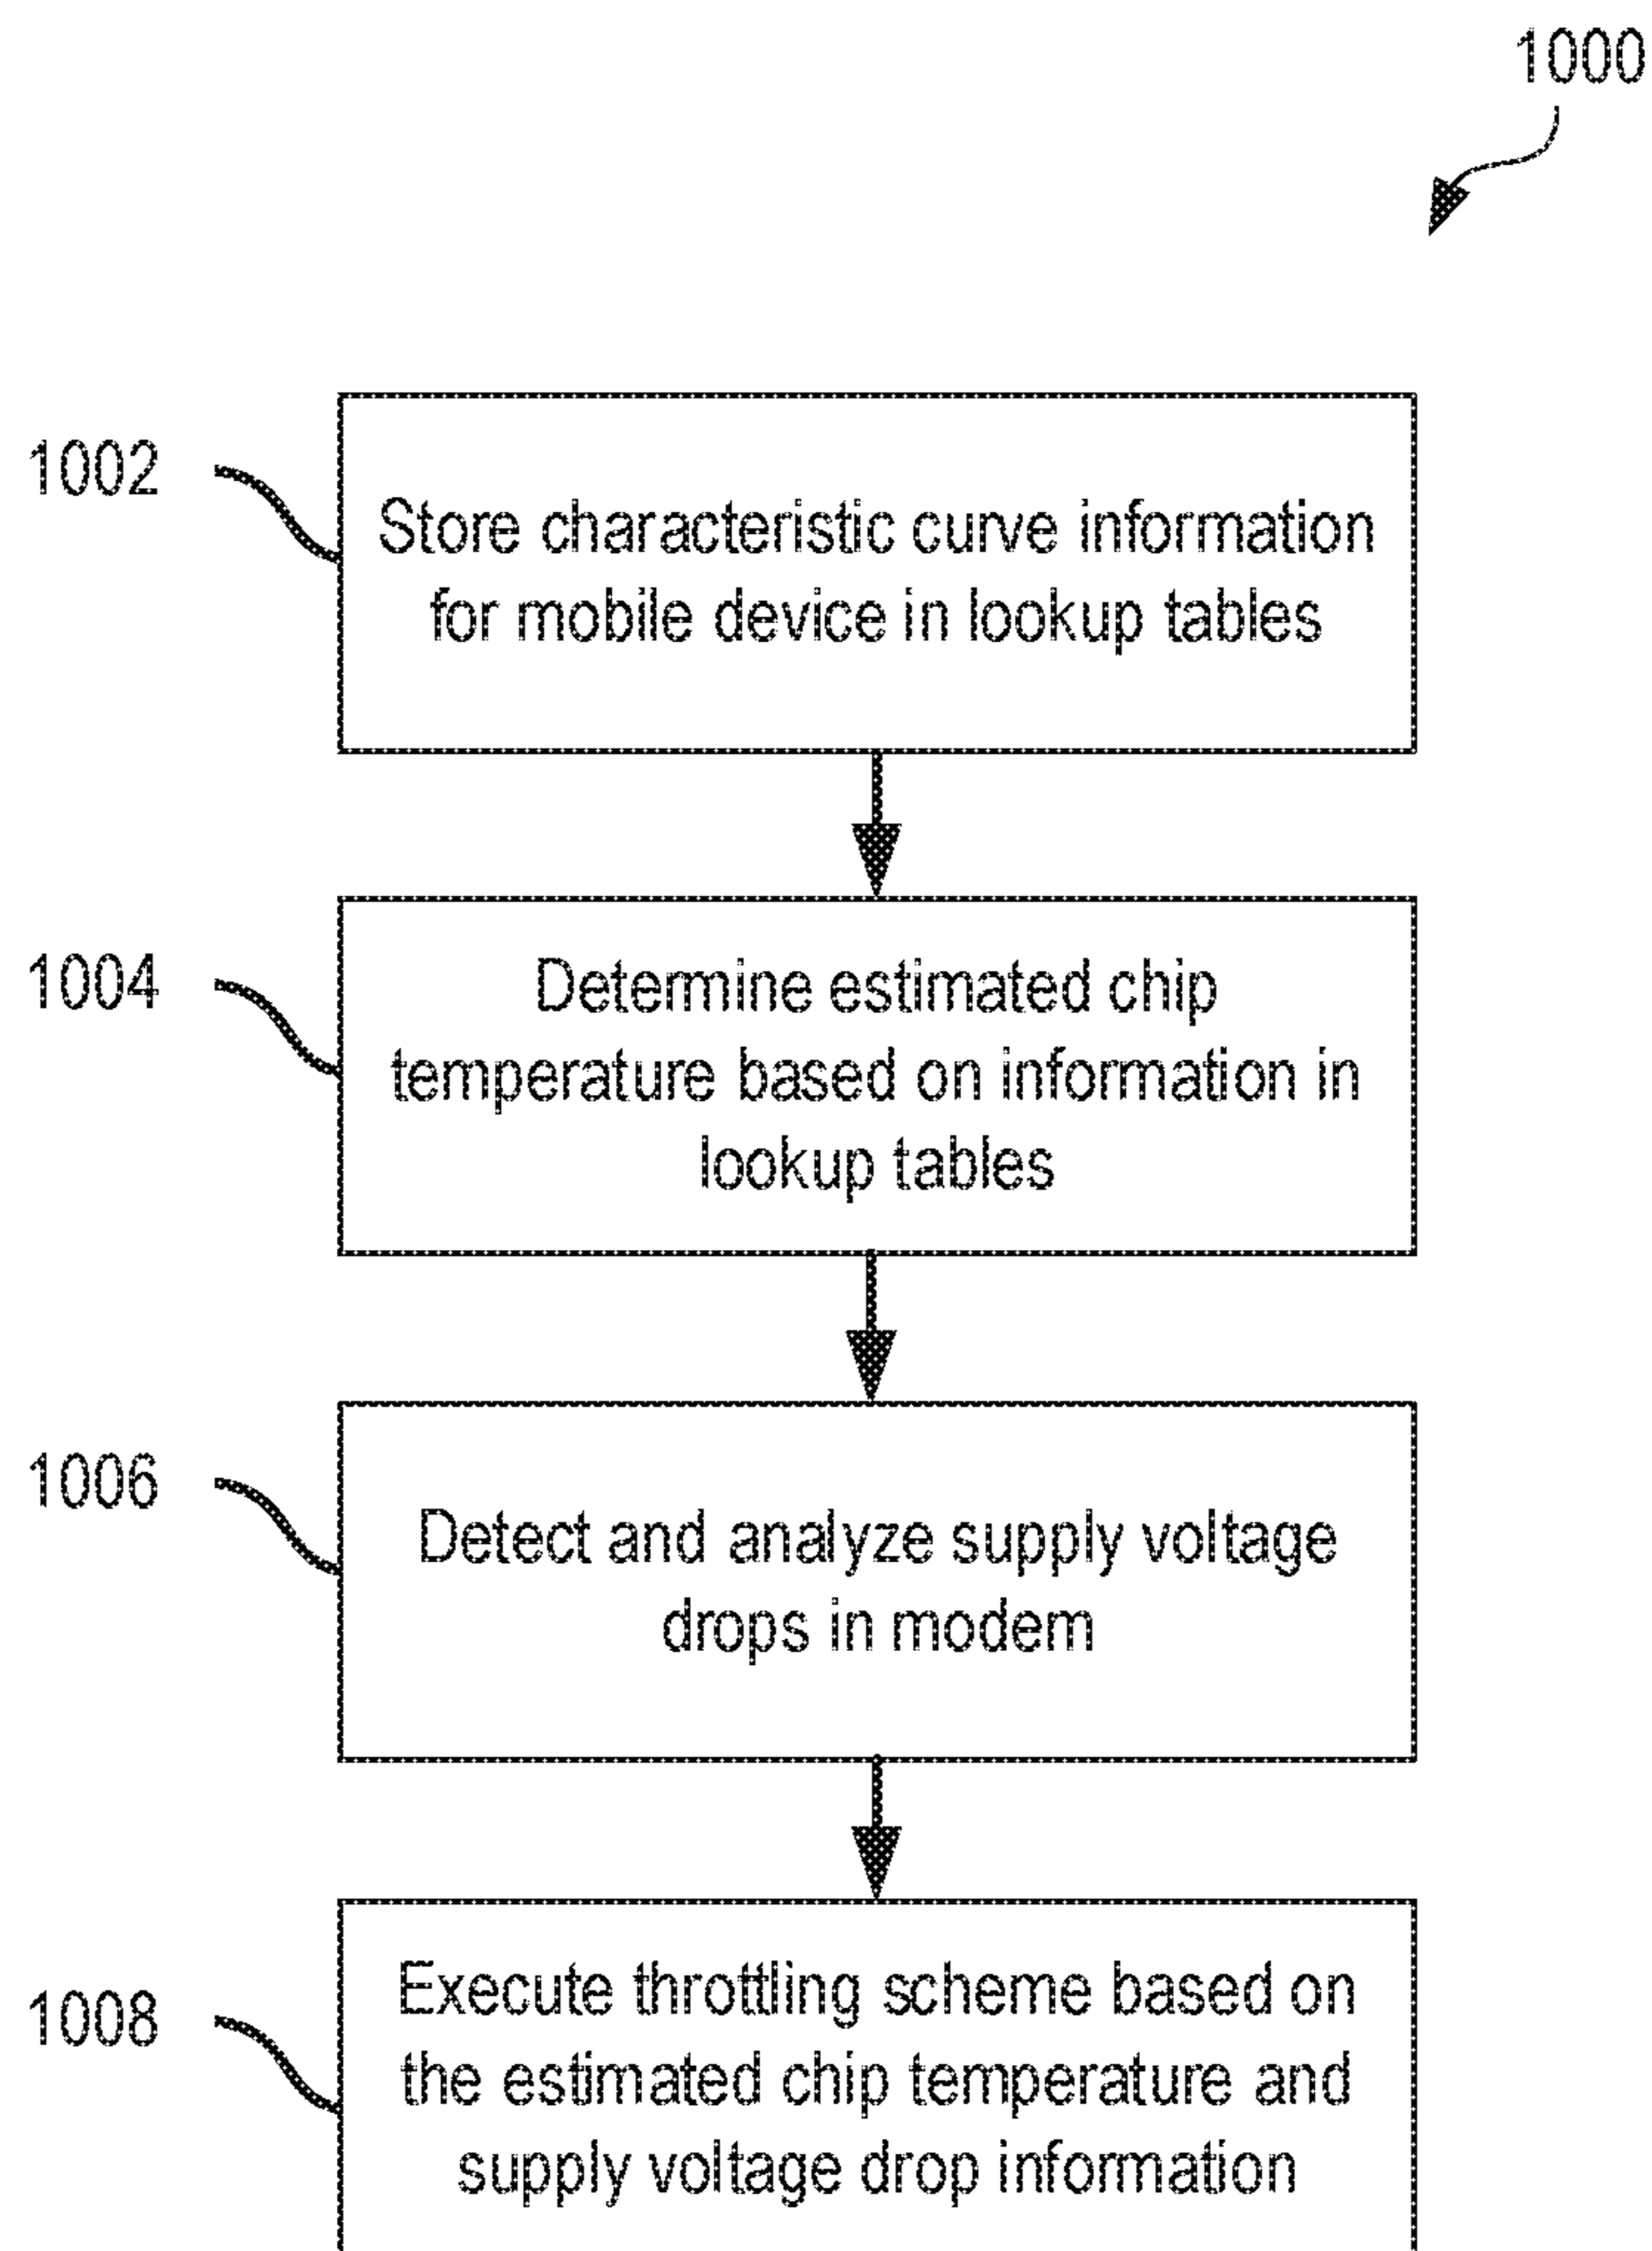 1000
1002
Store characteristic curve information
for mobile device in lookup tables
1004
Determine estimated chip
temperature based on information in
lookup tables
1006
Detect and analyze supply voltage
drops in modem
1008
Execute throttling scheme based on
the estimated chip temperature and
supply voltage drop information